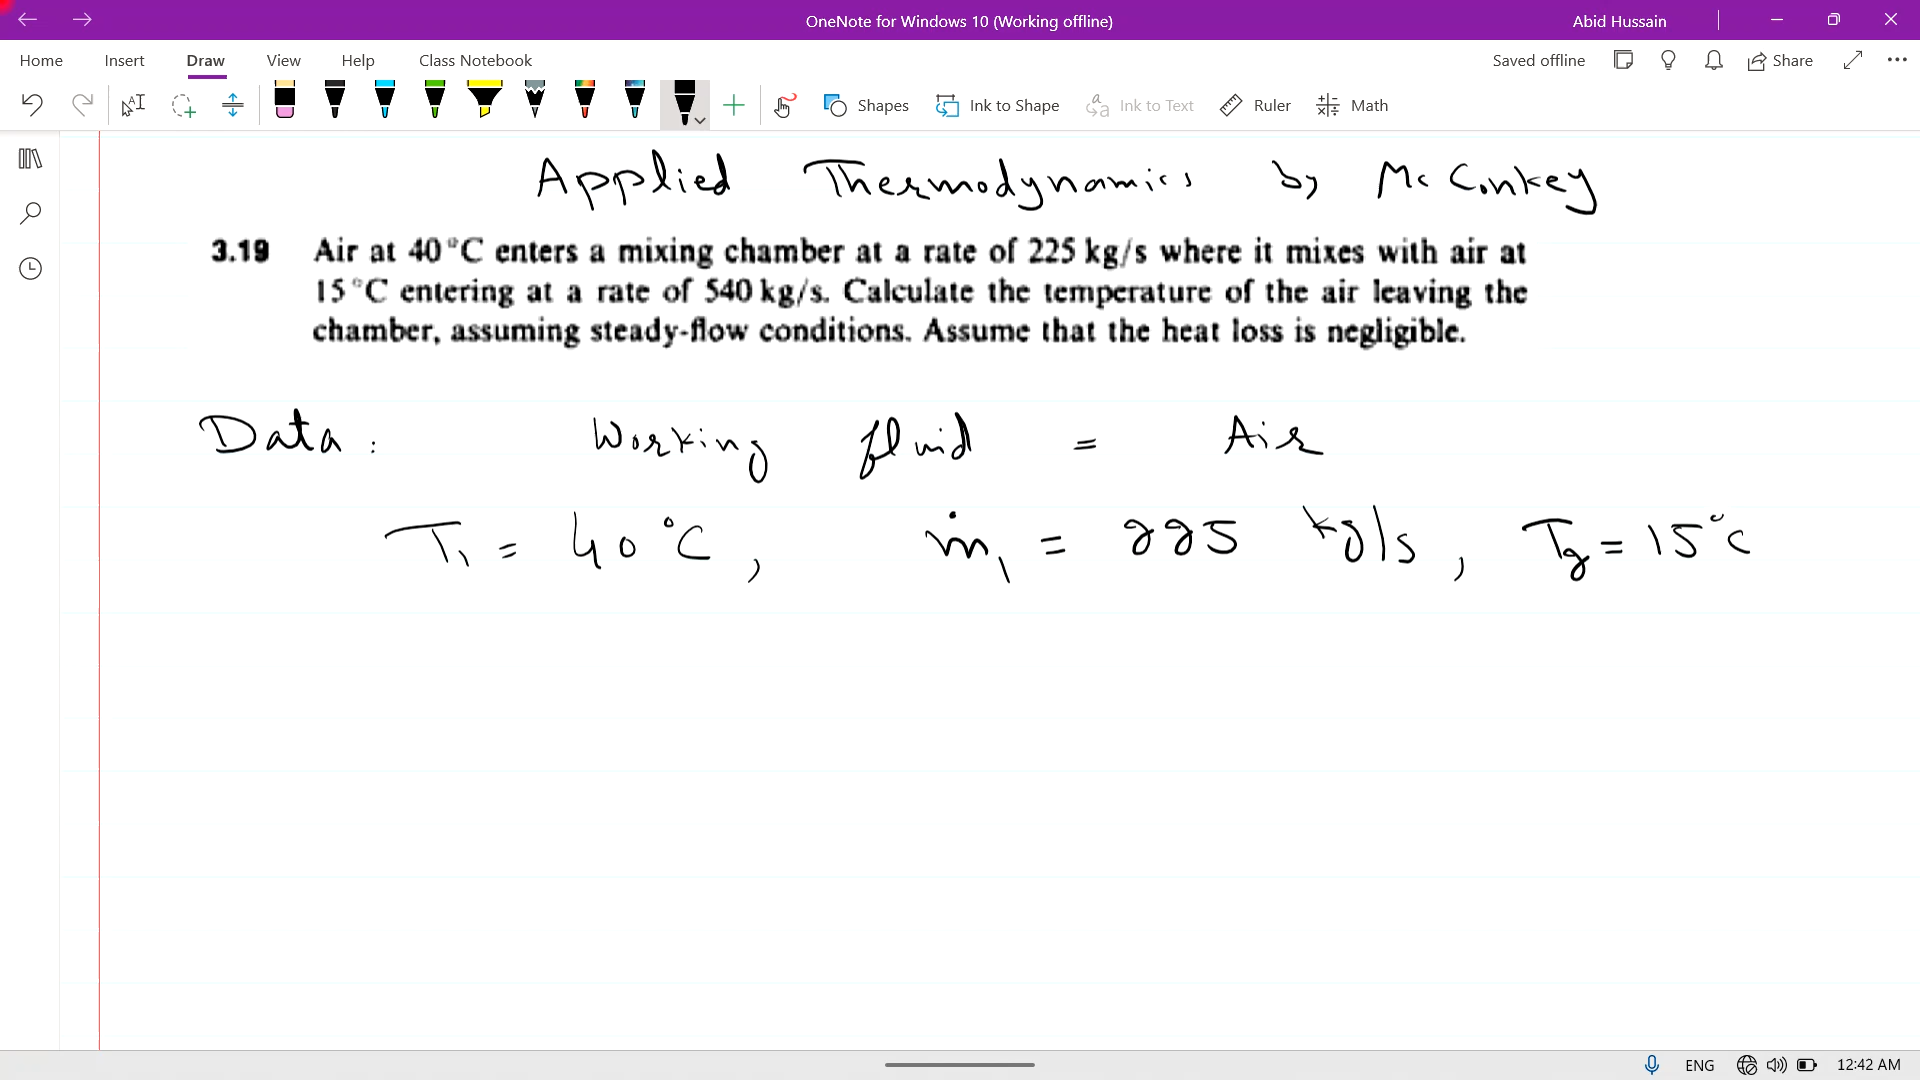 OneNote for Windows 10 (Working offline)
Abid Hussain
Home Insert Draw View Help Class Notebook
Saved offline
Share
Shapes Ink to Shape Ink to Text Ruler Math
Applied Thermodynamics by McConkey
3.19 Air at 40 °C enters a mixing chamber at a rate of 225 kg/s where it mixes with air at
15 °C entering at a rate of 540 kg/s. Calculate the temperature of the air leaving the
chamber, assuming steady-flow conditions. Assume that the heat loss is negligible.
Data : Working fluid = Air
T₁ = 40 °C, ṁ₁ = 225 kg/s, T₂ = 15 °C
ENG 12:42 AM